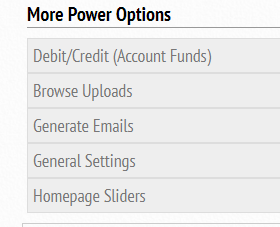 More Power Options
Debit/Credit (Account Funds)
Browse Uploads
Generate Emails
General Settings
Homepage Sliders